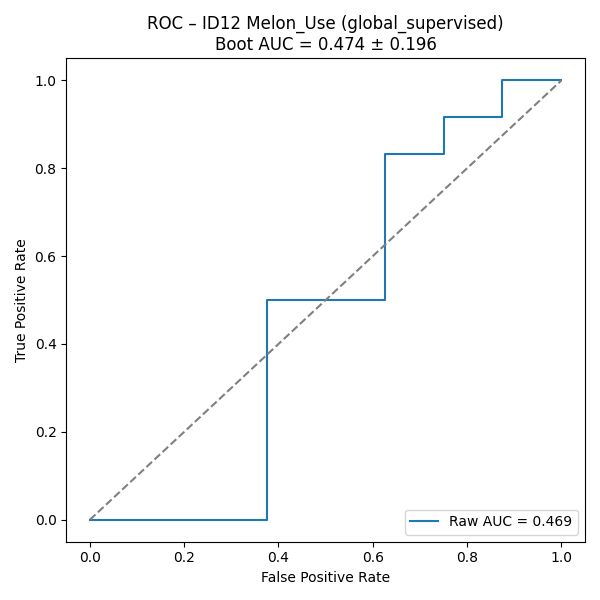 ROC – ID12 Melon_Use (global_supervised)
Boot AUC = 0.474 ± 0.196
1.0
0.8
0.6
0.4
0.2
0.0
True Positive Rate
Raw AUC = 0.469
0.0 0.2 0.4 0.6 0.8 1.0
False Positive Rate